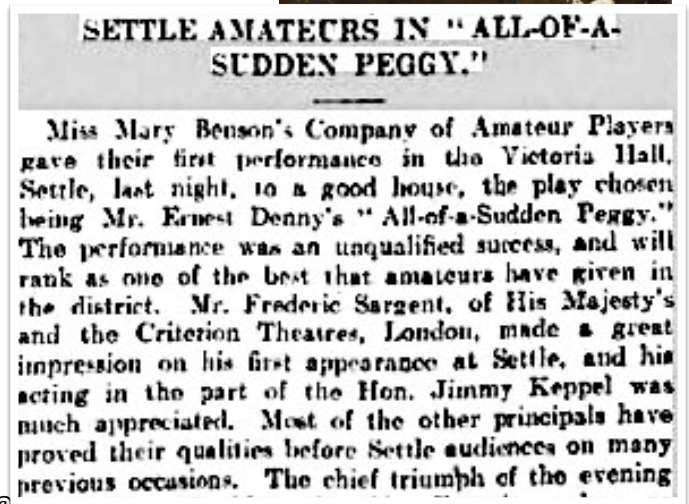 SETTLE AMATEURS IN "ALL-OF-A-
SUDDEN PEGGY."
Miss Mary Benson's Company of Amateur Players
gave their first performance in the Victoria Hall,
Settle, last night, to a good house, the play chosen
being Mr. Ernest Denny's "All-of-a-Sudden Peggy."
The performance was an unqualified success, and will
rank as one of the best that amateurs have given in
the district. Mr. Frederic Sargent, of His Majesty's
and the Criterion Theatres, London, made a great
impression on his first appearance at Settle, and his
acting in the part of the Hon. Jimmy Keppel was
much appreciated. Most of the other principals have
proved their qualities before Settle audiences on many
previous occasions. The chief triumph of the evening